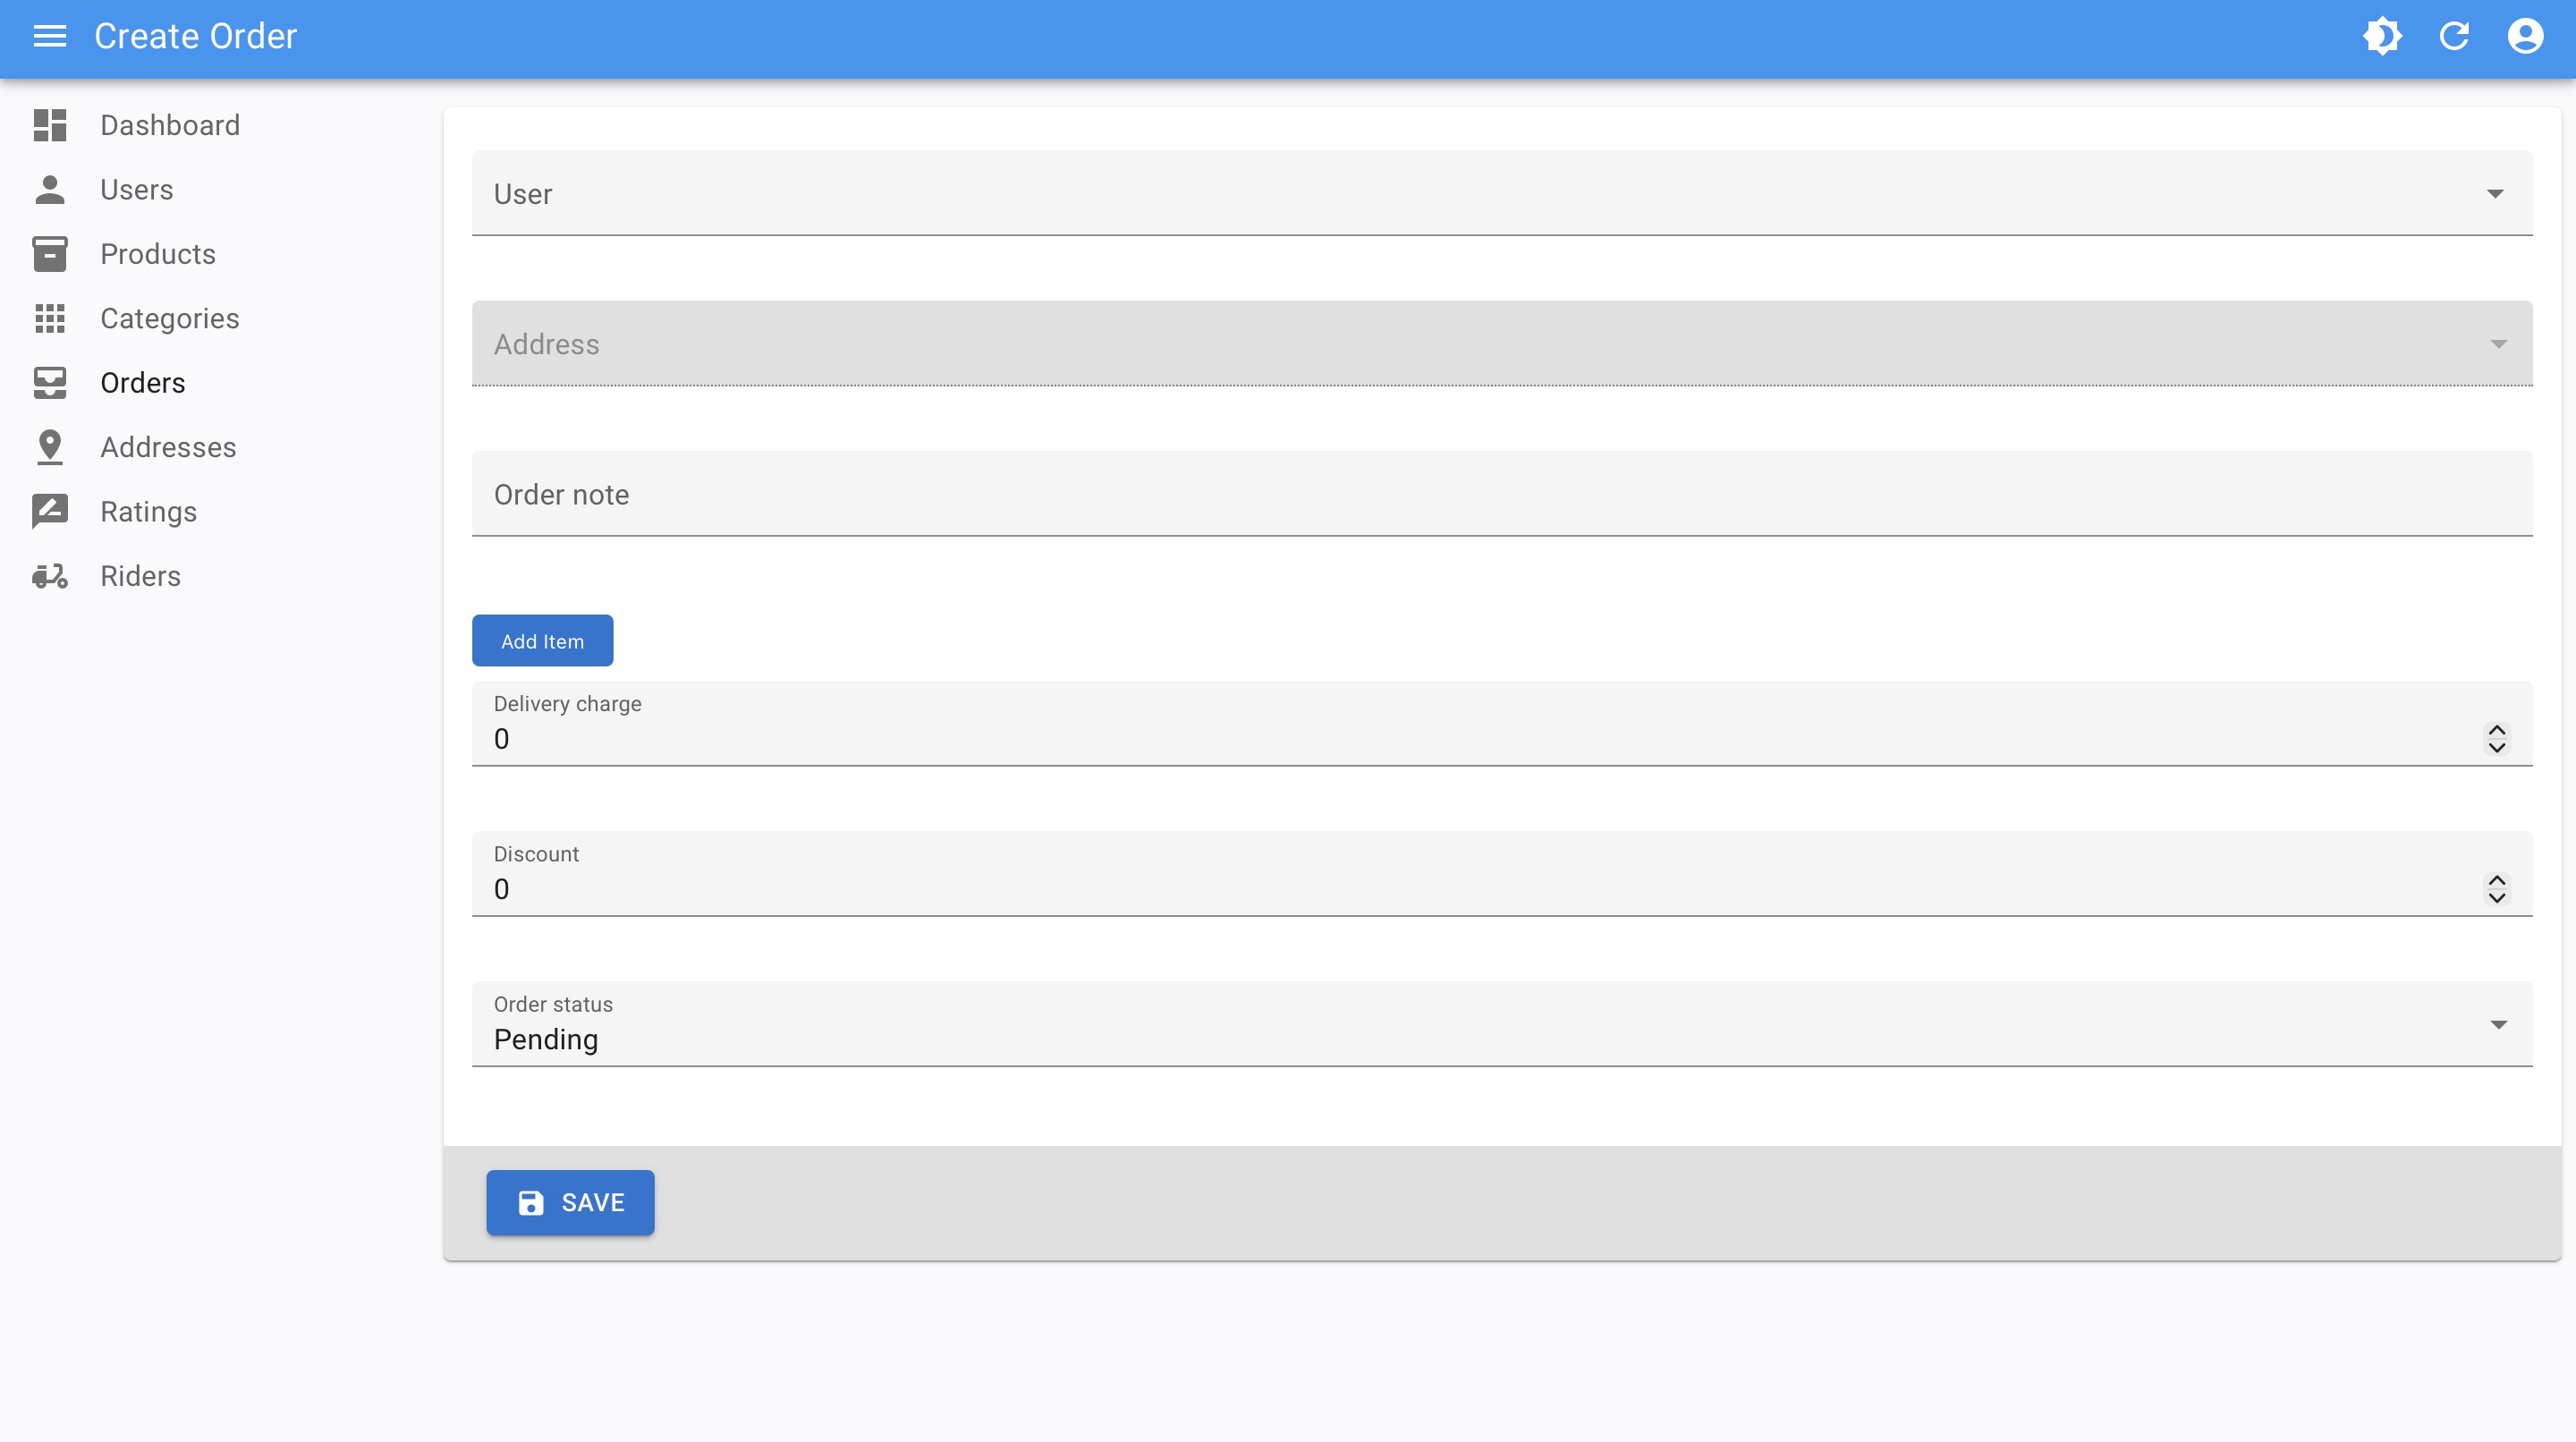 Create Order
Dashboard
Users
Products
Categories
Orders
Addresses
Ratings
Riders
User
Address
Order note
Add Item
Delivery charge
0
Discount
0
Order status
Pending
SAVE